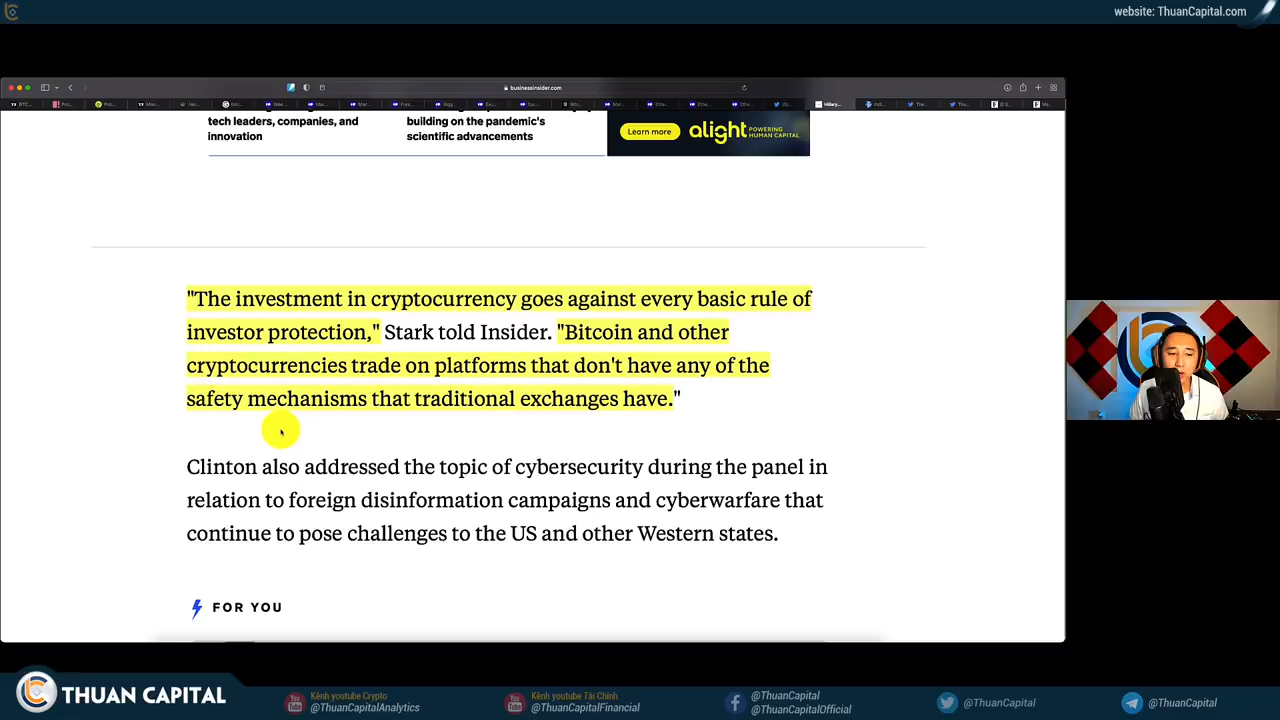 website: ThuanCapital.com
businessinsider.com
tech leaders, companies, and
innovation
building on the pandemic's
scientific advancements
Learn more
alight
POWERING
HUMAN CAPITAL
"The investment in cryptocurrency goes against every basic rule of
investor protection," Stark told Insider. "Bitcoin and other
cryptocurrencies trade on platforms that don't have any of the
safety mechanisms that traditional exchanges have."
Clinton also addressed the topic of cybersecurity during the panel in
relation to foreign disinformation campaigns and cyberwarfare that
continue to pose challenges to the US and other Western states.
FOR YOU
THUAN CAPITAL
Kênh youtube Crypto
@ThuanCapitalAnalytics
Kênh youtube Tài Chính
@ThuanCapitalFinancial
@ThuanCapital
@ThuanCapitalOfficial
@ThuanCapital
@ThuanCapital